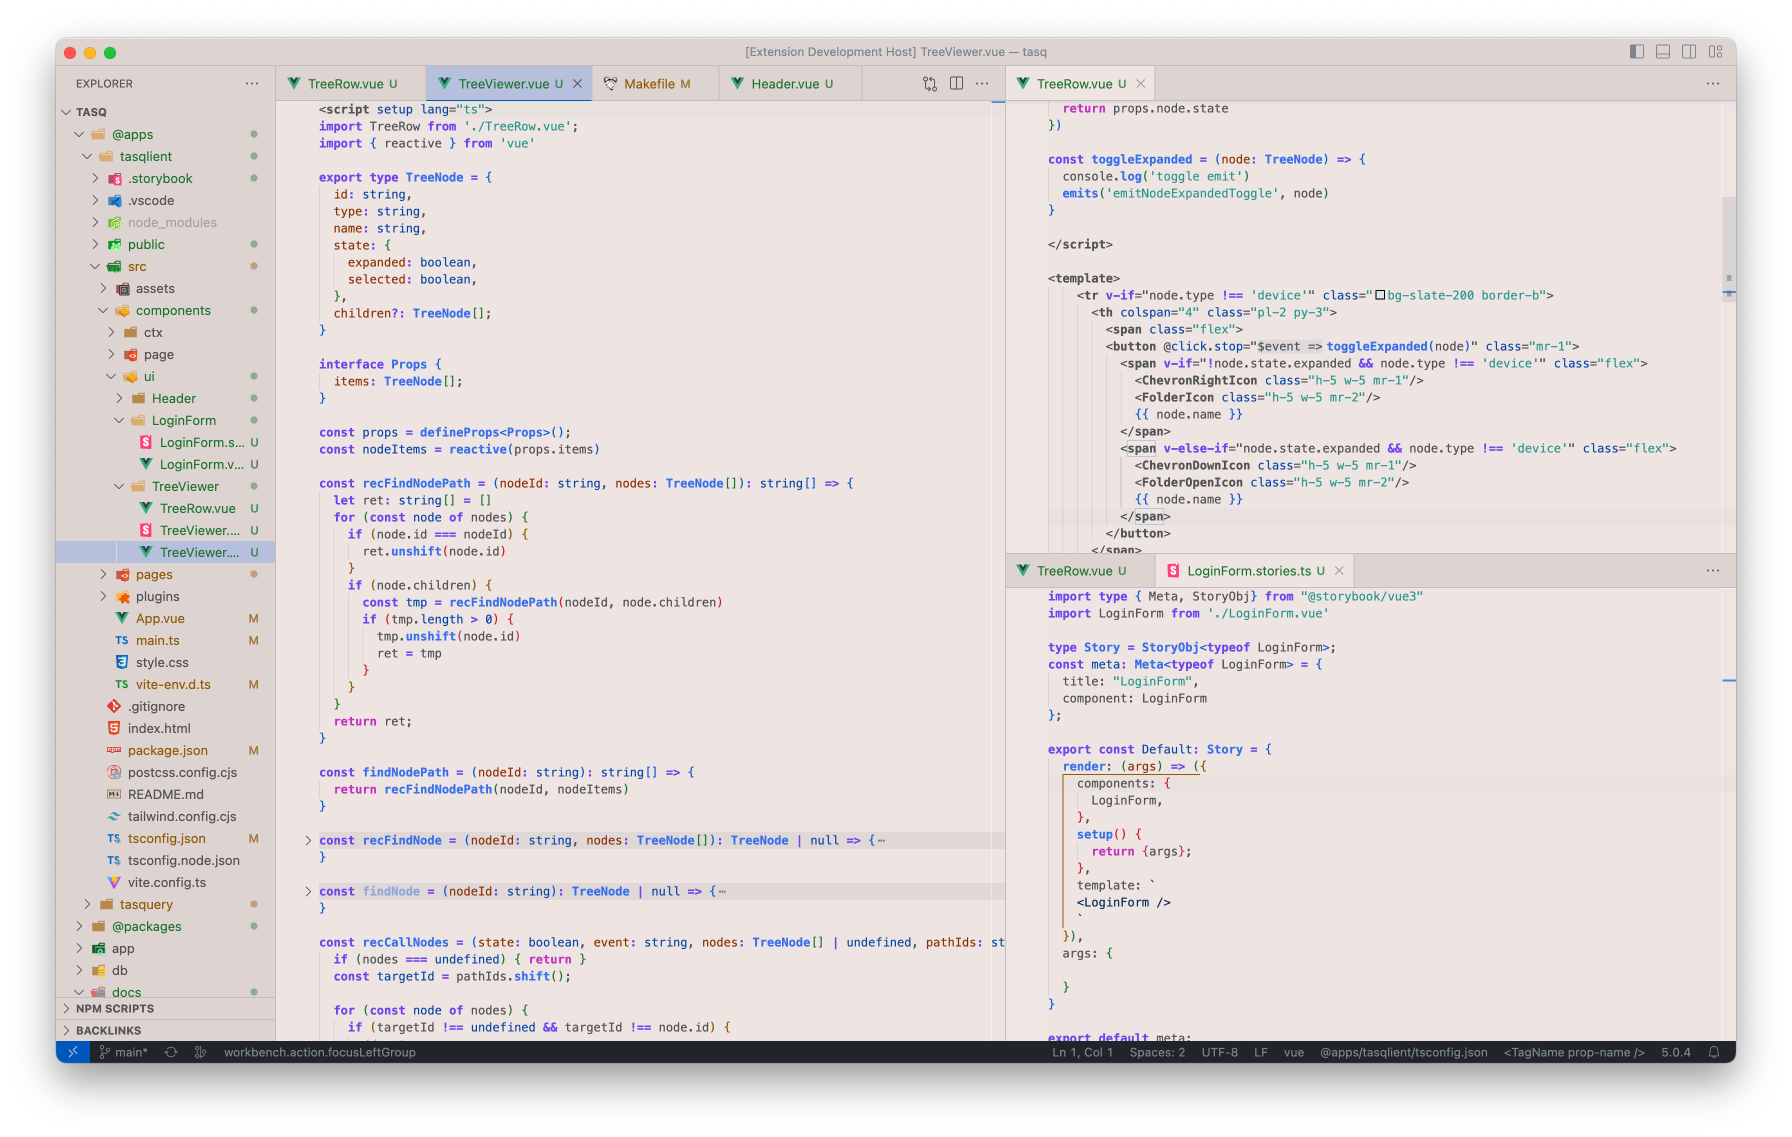 [Extension Development Host] TreeViewer.vue — tasq
EXPLORER
TASQ
@apps
tasqlient
.storybook
.vscode
node_modules
public
src
assets
components
ctx
page
ui
Header
LoginForm
LoginForm.s... U
LoginForm.v... U
TreeViewer
TreeRow.vue U
TreeViewer.... U
TreeViewer.... U
pages
plugins
App.vue M
TS main.ts M
style.css
TS vite-env.d.ts M
.gitignore
index.html
package.json M
postcss.config.cjs
README.md
tailwind.config.cjs
TS tsconfig.json M
TS tsconfig.node.json
vite.config.ts
tasquery
@packages
app
db
docs
NPM SCRIPTS
BACKLINKS
TreeRow.vue U
TreeViewer.vue U
Makefile M
Header.vue U
<script setup lang="ts">
import TreeRow from './TreeRow.vue';
import { reactive } from 'vue'
export type TreeNode = {
id: string,
type: string,
name: string,
state: {
expanded: boolean,
selected: boolean,
},
children?: TreeNode[];
}
interface Props {
items: TreeNode[];
}
const props = defineProps<Props>();
const nodeItems = reactive(props.items)
const recFindNodePath = (nodeId: string, nodes: TreeNode[]): string[] => {
let ret: string[] = []
for (const node of nodes) {
if (node.id === nodeId) {
ret.unshift(node.id)
}
if (node.children) {
const tmp = recFindNodePath(nodeId, node.children)
if (tmp.length > 0) {
tmp.unshift(node.id)
ret = tmp
}
}
}
return ret;
}
const findNodePath = (nodeId: string): string[] => {
return recFindNodePath(nodeId, nodeItems)
}
const recFindNode = (nodeId: string, nodes: TreeNode[]): TreeNode | null => {⋯
}
const findNode = (nodeId: string): TreeNode | null => {⋯
}
const recCallNodes = (state: boolean, event: string, nodes: TreeNode[] | undefined, pathIds: st
if (nodes === undefined) { return }
const targetId = pathIds.shift();
for (const node of nodes) {
if (targetId !== undefined && targetId !== node.id) {
TreeRow.vue U
return props.node.state
})
const toggleExpanded = (node: TreeNode) => {
console.log('toggle emit')
emits('emitNodeExpandedToggle', node)
}
</script>
<template>
<tr v-if="node.type !== 'device'" class="bg-slate-200 border-b">
<th colspan="4" class="pl-2 py-3">
<span class="flex">
<button @click.stop="$event => toggleExpanded(node)" class="mr-1">
<span v-if="!node.state.expanded && node.type !== 'device'" class="flex">
<ChevronRightIcon class="h-5 w-5 mr-1"/>
<FolderIcon class="h-5 w-5 mr-2"/>
{{ node.name }}
</span>
<span v-else-if="node.state.expanded && node.type !== 'device'" class="flex">
<ChevronDownIcon class="h-5 w-5 mr-1"/>
<FolderOpenIcon class="h-5 w-5 mr-2"/>
{{ node.name }}
</span>
</button>
</span>
TreeRow.vue U
LoginForm.stories.ts U
import type { Meta, StoryObj} from "@storybook/vue3"
import LoginForm from './LoginForm.vue'
type Story = StoryObj<typeof LoginForm>;
const meta: Meta<typeof LoginForm> = {
title: "LoginForm",
component: LoginForm
};
export const Default: Story = {
render: (args) => ({
components: {
LoginForm,
},
setup() {
return {args};
},
template: `
<LoginForm />
`
}),
args: {
}
}
export default meta;
main*
workbench.action.focusLeftGroup
Ln 1, Col 1
Spaces: 2
UTF-8
LF
vue
@apps/tasqlient/tsconfig.json
<TagName prop-name />
5.0.4